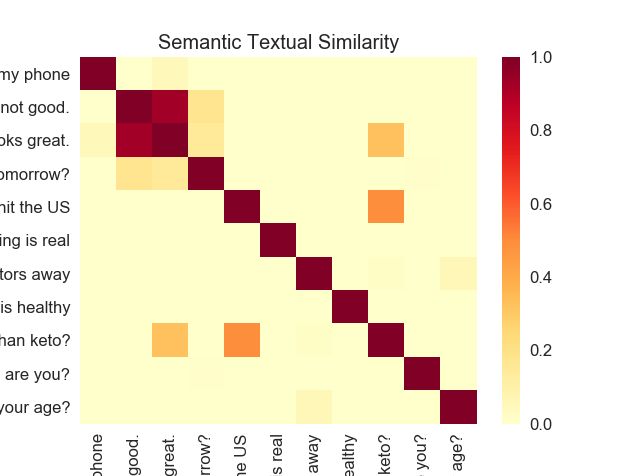 Semantic Textual Similarity
my phone
not good.
oks great.
omorrow?
hit the US
ing is real
tors away
is healthy
han keto?
are you?
your age?
phone
good.
great.
rrow?
he US
s real
away
ealthy
keto?
you?
age?
1.0
0.8
0.6
0.4
0.2
0.0